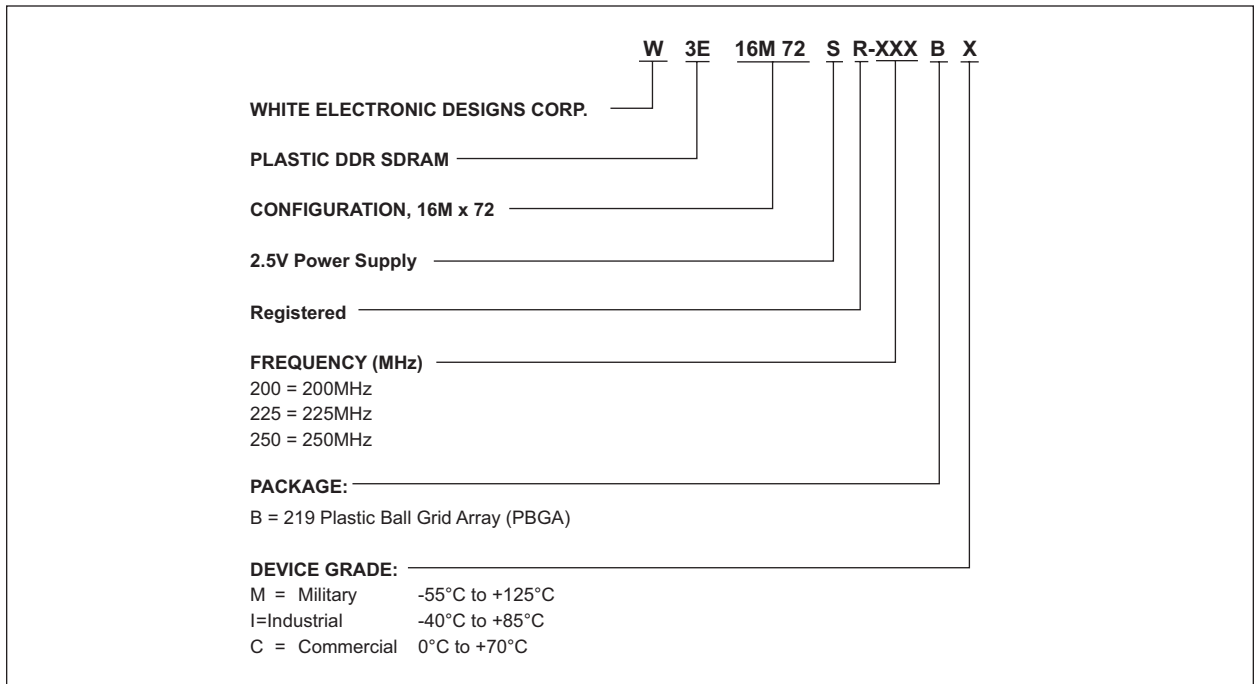 W 3E 16M 72 S R-XXX B X
WHITE ELECTRONIC DESIGNS CORP.
PLASTIC DDR SDRAM
CONFIGURATION, 16M x 72
2.5V Power Supply
Registered
FREQUENCY (MHz)
200 = 200MHz
225 = 225MHz
250 = 250MHz
PACKAGE:
B = 219 Plastic Ball Grid Array (PBGA)
DEVICE GRADE:
M = Military -55°C to +125°C
I=Industrial -40°C to +85°C
C = Commercial 0°C to +70°C